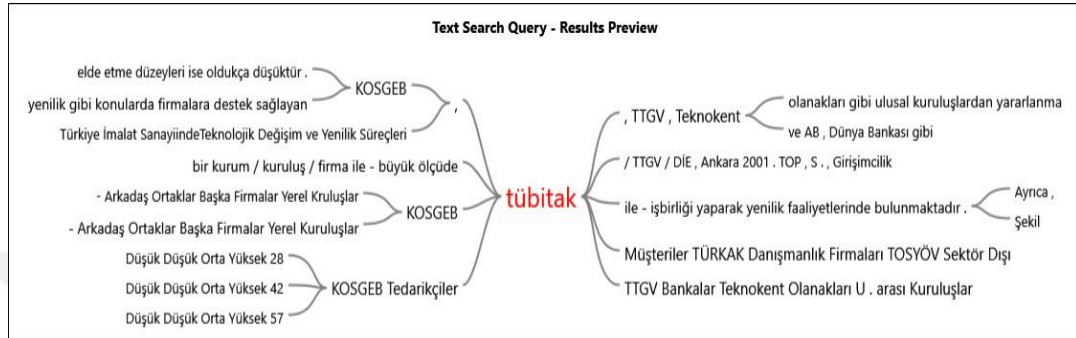 Text Search Query - Results Preview
elde etme düzeyleri ise oldukça düşüktür .
yenilik gibi konularda firmalara destek sağlayan
KOSGEB
Türkiye İmalat SanayiindeTeknolojik Değişim ve Yenilik Süreçleri
,
bir kurum / kuruluş / firma ile - büyük ölçüde
- Arkadaş Ortaklar Başka Firmalar Yerel Kruluşlar
- Arkadaş Ortaklar Başka Firmalar Yerel Kuruluşlar
KOSGEB
Düşük Düşük Orta Yüksek 28
Düşük Düşük Orta Yüksek 42
Düşük Düşük Orta Yüksek 57
KOSGEB Tedarikçiler
tübitak
, TTGV , Teknokent
olanakları gibi ulusal kuruluşlardan yararlanma
ve AB , Dünya Bankası gibi
/ TTGV / DİE , Ankara 2001 . TOP , S . , Girişimcilik
ile - işbirliği yaparak yenilik faaliyetlerinde bulunmaktadır .
Ayrıca ,
Şekil
Müşteriler TÜRKAK Danışmanlık Firmaları TOSYÖV Sektör Dışı
TTGV Bankalar Teknokent Olanakları U . arası Kuruluşlar